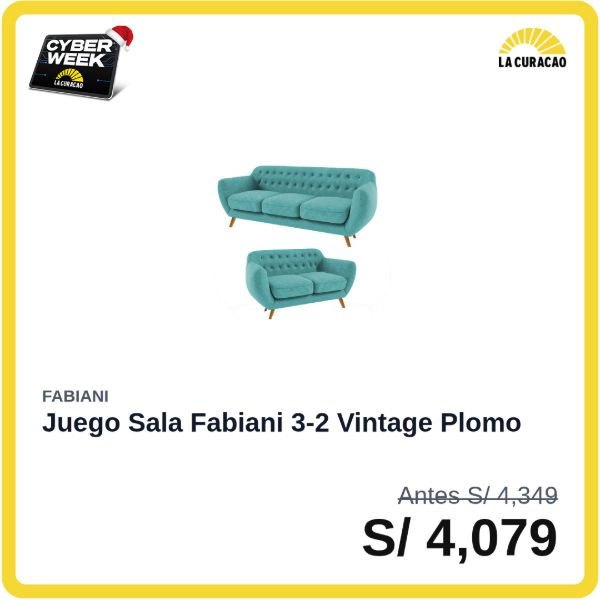 CYBER
WEEK
LA CURACAO
LA CURACAO
FABIANI
Juego Sala Fabiani 3-2 Vintage Plomo
Antes S/ 4,349
S/ 4,079